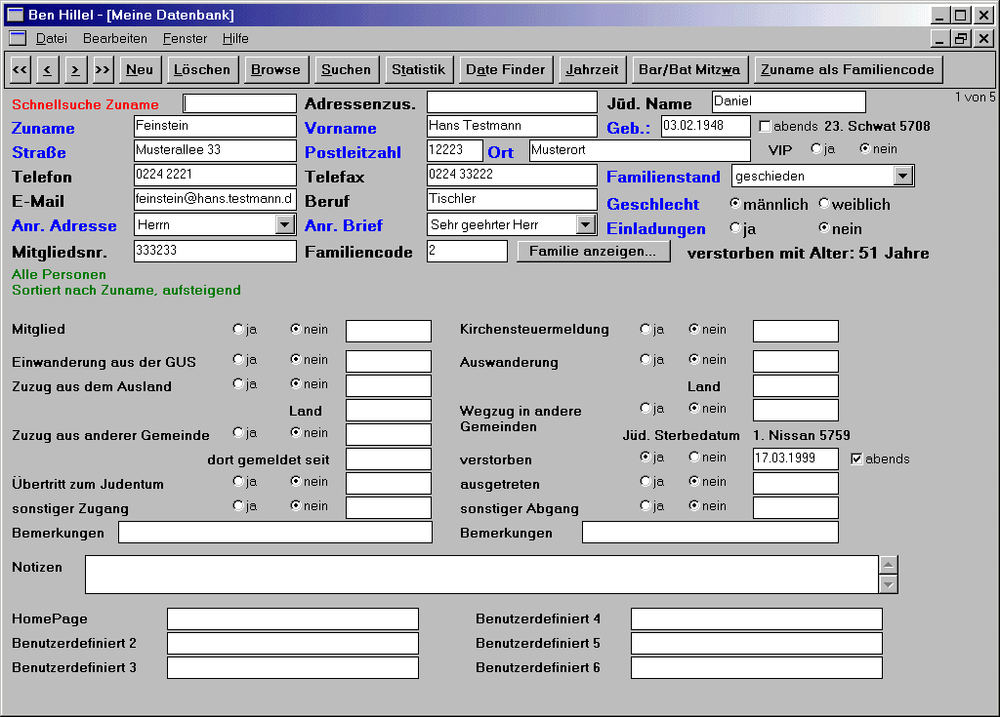 Ben Hillel - [Meine Datenbank]
Datei Bearbeiten Fenster Hilfe
<< < > >> Neu Löschen Browse Suchen Statistik Date Finder Jahrzeit Bar/Bat Mitzwa Zuname als Familiencode
1 von 5
Schnellsuche Zuname Adressenzus. Jüd. Name Daniel
Zuname Feinstein Vorname Hans Testmann Geb.: 03.02.1948 abends 23. Schwat 5708
Straße Musterallee 33 Postleitzahl 12223 Ort Musterort VIP ja nein
Telefon 0224 2221 Telefax 0224 33222 Familienstand geschieden
E-Mail feinstein@hans.testmann.d Beruf Tischler Geschlecht männlich weiblich
Anr. Adresse Herrn Anr. Brief Sehr geehrter Herr Einladungen ja nein
Mitgliedsnr. 333233 Familiencode 2 Familie anzeigen... verstorben mit Alter: 51 Jahre
Alle Personen
Sortiert nach Zuname, aufsteigend
Mitglied ja nein Kirchensteuermeldung ja nein
Einwanderung aus der GUS ja nein Auswanderung ja nein
Zuzug aus dem Ausland ja nein Land
Land Wegzug in andere ja nein
Gemeinden
Zuzug aus anderer Gemeinde ja nein Jüd. Sterbedatum 1. Nissan 5759
dort gemeldet seit verstorben ja nein 17.03.1999 abends
Übertritt zum Judentum ja nein ausgetreten ja nein
sonstiger Zugang ja nein sonstiger Abgang ja nein
Bemerkungen Bemerkungen
Notizen
HomePage Benutzerdefiniert 4
Benutzerdefiniert 2 Benutzerdefiniert 5
Benutzerdefiniert 3 Benutzerdefiniert 6